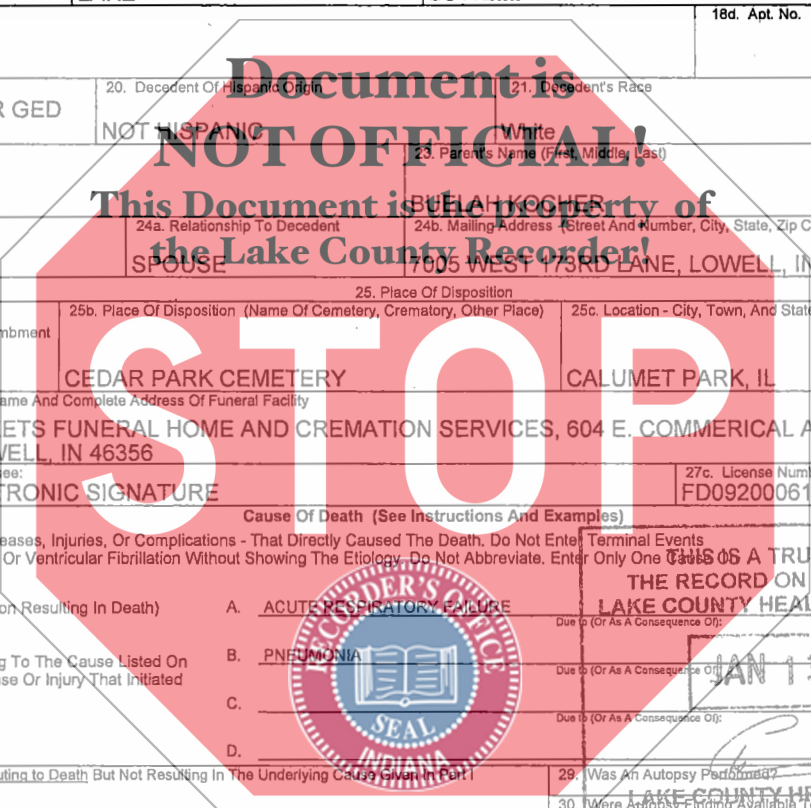 18d. Apt. No.
Document is
20. Decedent Of Hispanic Origin
21. Decedent's Race
R GED
NOT HISPANIC
White
NOT OFFICIAL!
23. Parent's Name (First, Middle, Last)
BUELAH KOGHER
This Document is the property of
24a. Relationship To Decedent
24b. Mailing Address (Street And Number, City, State, Zip C
the Lake County Recorder!
SPOUSE
7005 WEST 173RD LANE, LOWELL, IN
25. Place Of Disposition
25b. Place Of Disposition (Name Of Cemetery, Crematory, Other Place)
25c. Location - City, Town, And State
mbment
STOP
CEDAR PARK CEMETERY
CALUMET PARK, IL
ame And Complete Address Of Funeral Facility
ETS FUNERAL HOME AND CREMATION SERVICES, 604 E. COMMERICAL A
WELL, IN 46356
see:
27c. License Num
TRONIC SIGNATURE
FD09200061
Cause Of Death (See Instructions And Examples)
eases, Injuries, Or Complications - That Directly Caused The Death. Do Not Enter Terminal Events
Or Ventricular Fibrillation Without Showing The Etiology. Do Not Abbreviate. Enter Only One Cause On
THIS IS A TRU
THE RECORD ON
LAKE COUNTY HEAL
on Resulting In Death)
A. ACUTE RESPIRATORY FAILURE
Due to (Or As A Consequence Of):
B. PNEUMONIA
g To The Cause Listed On
se Or Injury That Initiated
Due to (Or As A Consequence Of):
JAN 1
C.
Due to (Or As A Consequence Of):
D.
RECORDER'S OFFICE
SEAL
INDIANA
uting to Death But Not Resulting In The Underlying Cause Given In Part I
29. Was An Autopsy Performed?
LAKE COUNTY HE
30. Were Autopsy Finding Available